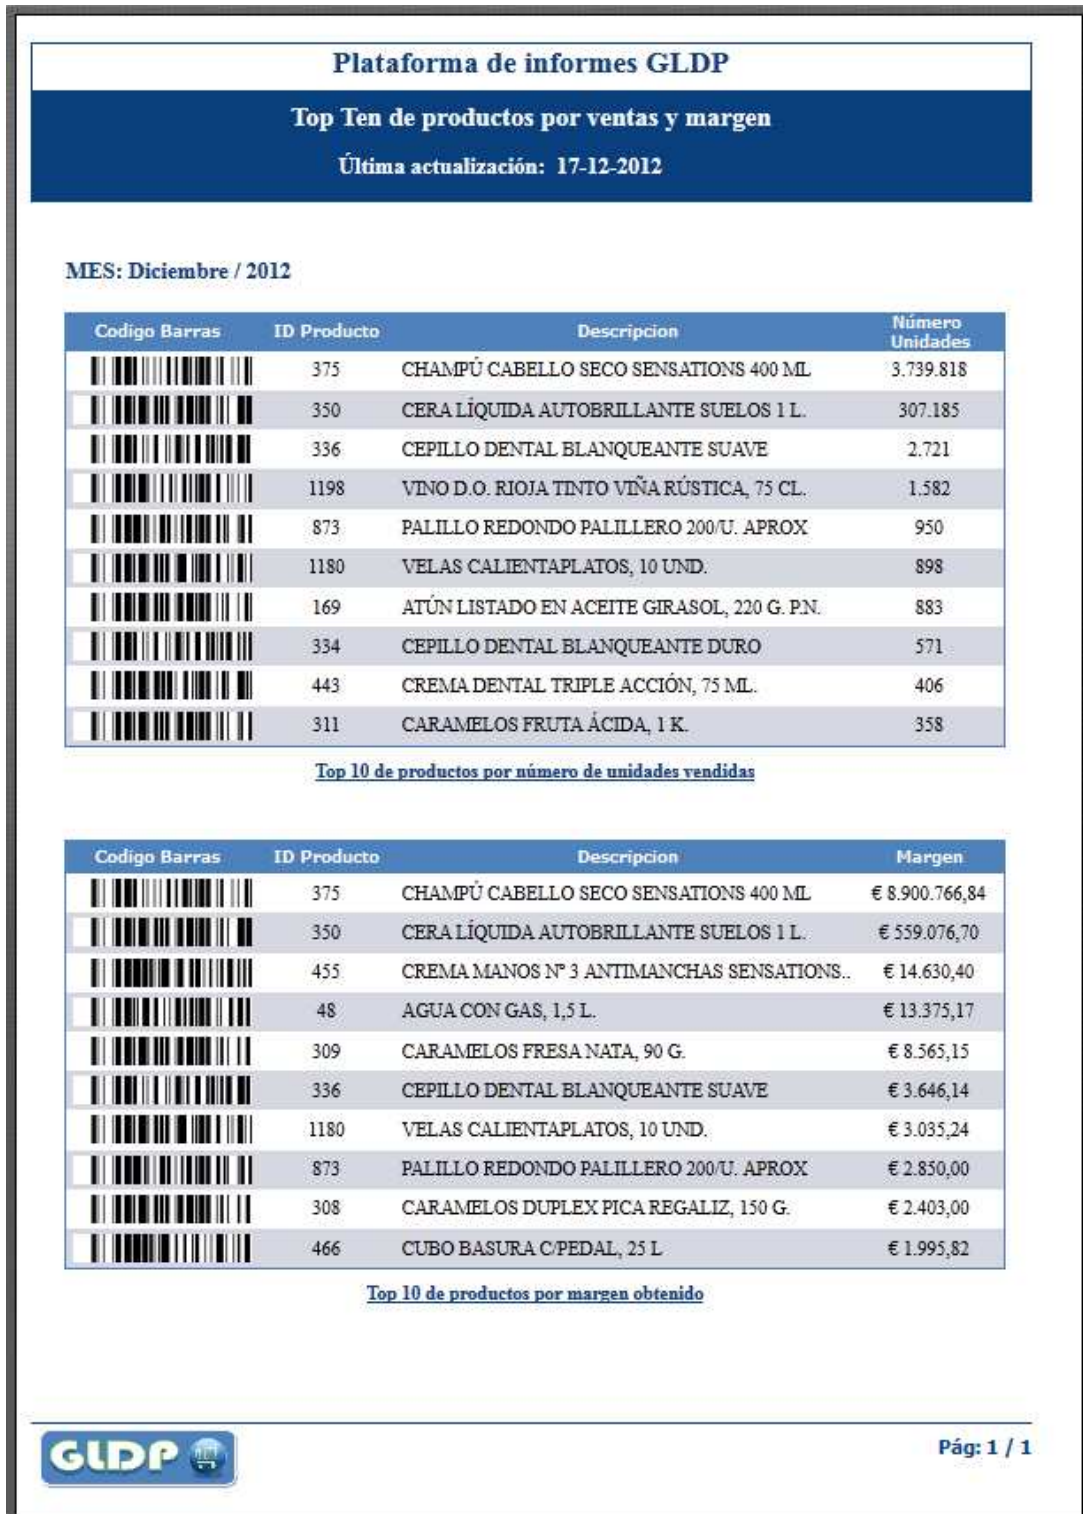 Plataforma de informes GLDP
Top Ten de productos por ventas y margen
Última actualización: 17-12-2012
MES: Diciembre / 2012
Codigo Barras ID Producto Descripcion Número Unidades
375 CHAMPÚ CABELLO SECO SENSATIONS 400 ML 3.739.818
350 CERA LÍQUIDA AUTOBRILLANTE SUELOS 1 L. 307.185
336 CEPILLO DENTAL BLANQUEANTE SUAVE 2.721
1198 VINO D.O. RIOJA TINTO VIÑA RÚSTICA, 75 CL. 1.582
873 PALILLO REDONDO PALILLERO 200/U. APROX 950
1180 VELAS CALIENTAPLATOS, 10 UND. 898
169 ATÚN LISTADO EN ACEITE GIRASOL, 220 G. P.N. 883
334 CEPILLO DENTAL BLANQUEANTE DURO 571
443 CREMA DENTAL TRIPLE ACCIÓN, 75 ML. 406
311 CARAMELOS FRUTA ÁCIDA, 1 K. 358
Top 10 de productos por número de unidades vendidas
Codigo Barras ID Producto Descripcion Margen
375 CHAMPÚ CABELLO SECO SENSATIONS 400 ML € 8.900.766,84
350 CERA LÍQUIDA AUTOBRILLANTE SUELOS 1 L. € 559.076,70
455 CREMA MANOS Nº 3 ANTIMANCHAS SENSATIONS.. € 14.630,40
48 AGUA CON GAS, 1,5 L. € 13.375,17
309 CARAMELOS FRESA NATA, 90 G. € 8.565,15
336 CEPILLO DENTAL BLANQUEANTE SUAVE € 3.646,14
1180 VELAS CALIENTAPLATOS, 10 UND. € 3.035,24
873 PALILLO REDONDO PALILLERO 200/U. APROX € 2.850,00
308 CARAMELOS DUPLEX PICA REGALIZ, 150 G. € 2.403,00
466 CUBO BASURA C/PEDAL, 25 L € 1.995,82
Top 10 de productos por margen obtenido
GLDP
Pág: 1 / 1